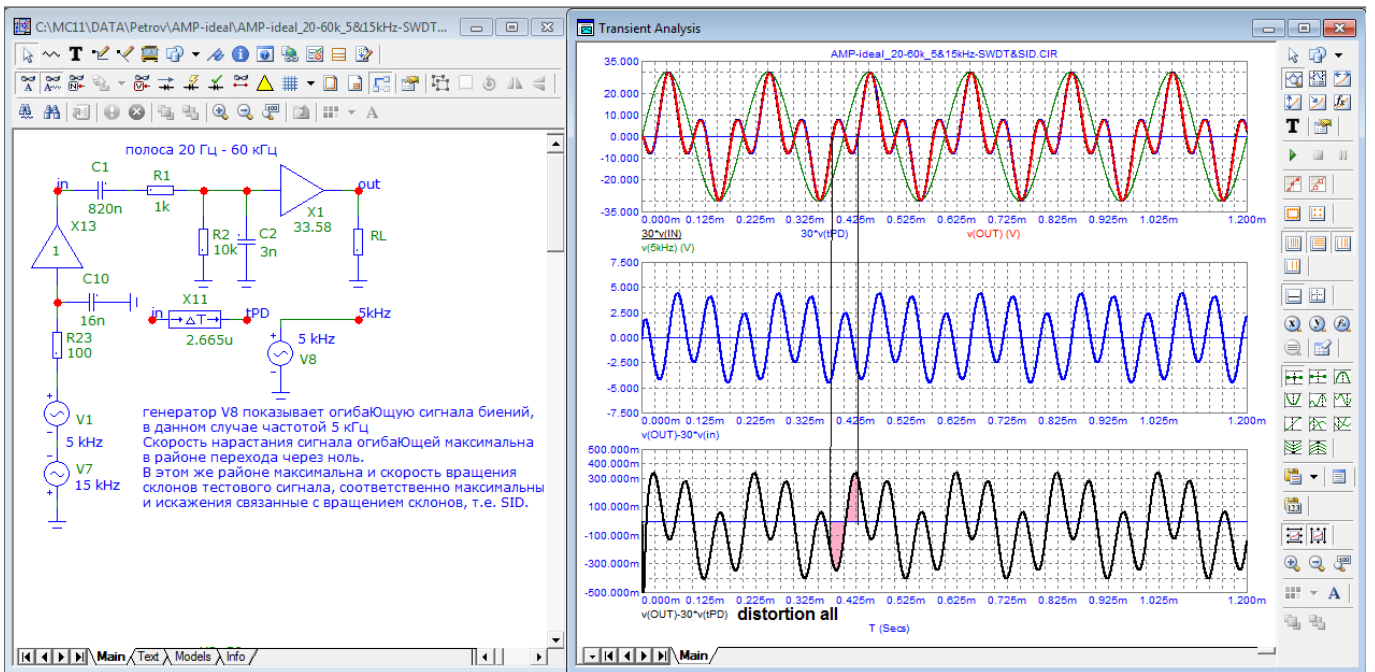 C:\MC11\DATA\Petrov\AMP-ideal\AMP-ideal_20-60k_5&15kHz-SWDT...
полоса 20 Гц - 60 кГц
in
C1
820n
R1
1k
X1
33.58
out
X13
1
R2
10k
C2
3n
RL
C10
16n
R23
100
in
X11
ΔT
2.665u
tPD
5kHz
5 kHz
V8
V1
5 kHz
V7
15 kHz
генератор V8 показывает огибаЮщую сигнала биений,
в данном случае частотой 5 кГц
Скорость нарастания сигнала огибаЮщей максимальна
в районе перехода через ноль.
В этом же районе максимальна и скорость вращения
склонов тестового сигнала, соответственно максимальны
и искажения связанные с вращением склонов, т.е. SID.
Main Text Models Info
Transient Analysis
AMP-ideal_20-60k_5&15kHz-SWDT&SID.CIR
35.000
20.000
10.000
0.000
-10.000
-20.000
-35.000
0.000m 0.125m 0.225m 0.325m 0.425m 0.525m 0.625m 0.725m 0.825m 0.925m 1.025m 1.200m
30*v(IN) 30*v(tPD) v(OUT) (V)
v(5kHz) (V)
7.500
5.000
2.500
0.000
-2.500
-5.000
-7.500
0.000m 0.125m 0.225m 0.325m 0.425m 0.525m 0.625m 0.725m 0.825m 0.925m 1.025m 1.200m
v(OUT)-30*v(in)
500.000m
400.000m
300.000m
100.000m
-100.000m
-300.000m
-500.000m
0.000m 0.125m 0.225m 0.325m 0.425m 0.525m 0.625m 0.725m 0.825m 0.925m 1.025m 1.200m
v(OUT)-30*v(tPD) distortion all
T (Secs)
Main